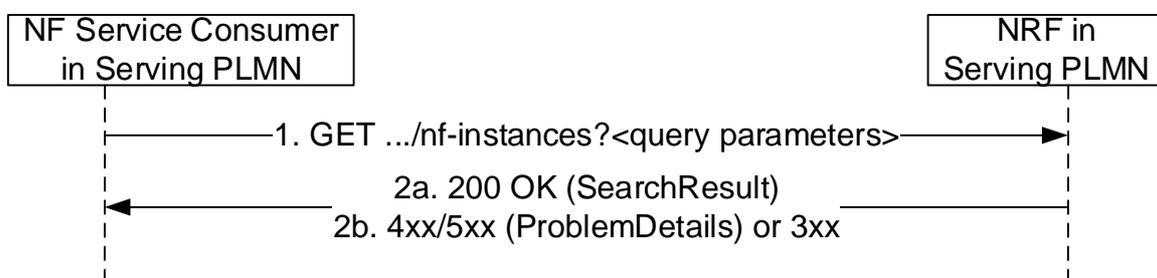 NF Service Consumer
in Serving PLMN
NRF in
Serving PLMN
1. GET .../nf-instances?<query parameters>
2a. 200 OK (SearchResult)
2b. 4xx/5xx (ProblemDetails) or 3xx